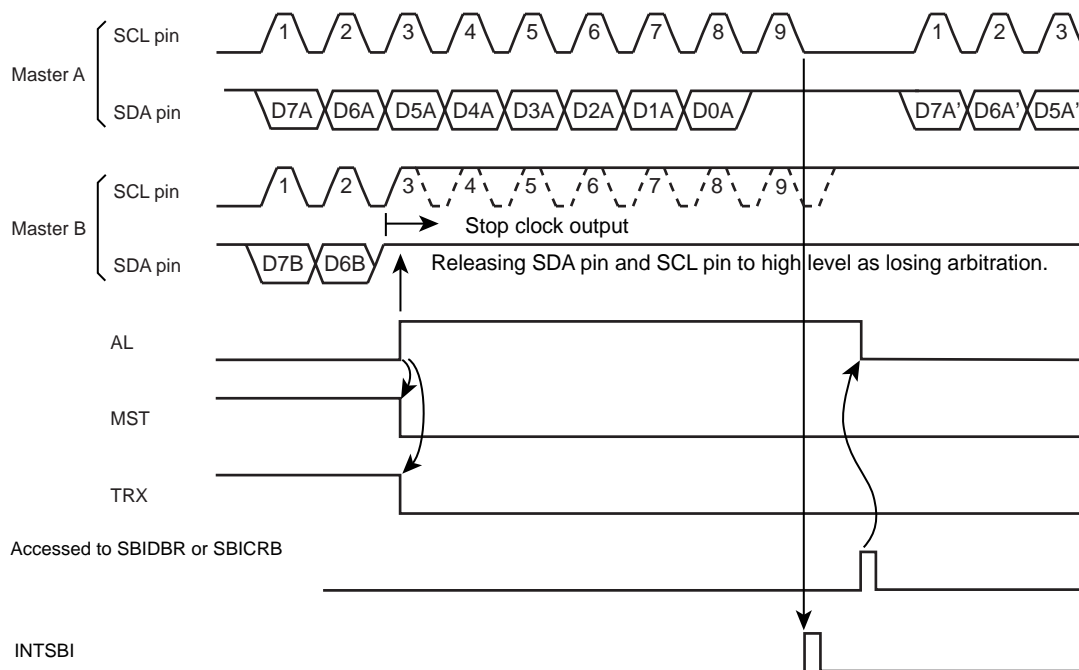 SCL pin 1 2 3 4 5 6 7 8 9 1 2 3
Master A
SDA pin D7A D6A D5A D4A D3A D2A D1A D0A D7A' D6A' D5A'
SCL pin 1 2 3 4 5 6 7 8 9
Master B
Stop clock output
SDA pin D7B D6B Releasing SDA pin and SCL pin to high level as losing arbitration.
AL
MST
TRX
Accessed to SBIDBR or SBICRB
INTSBI